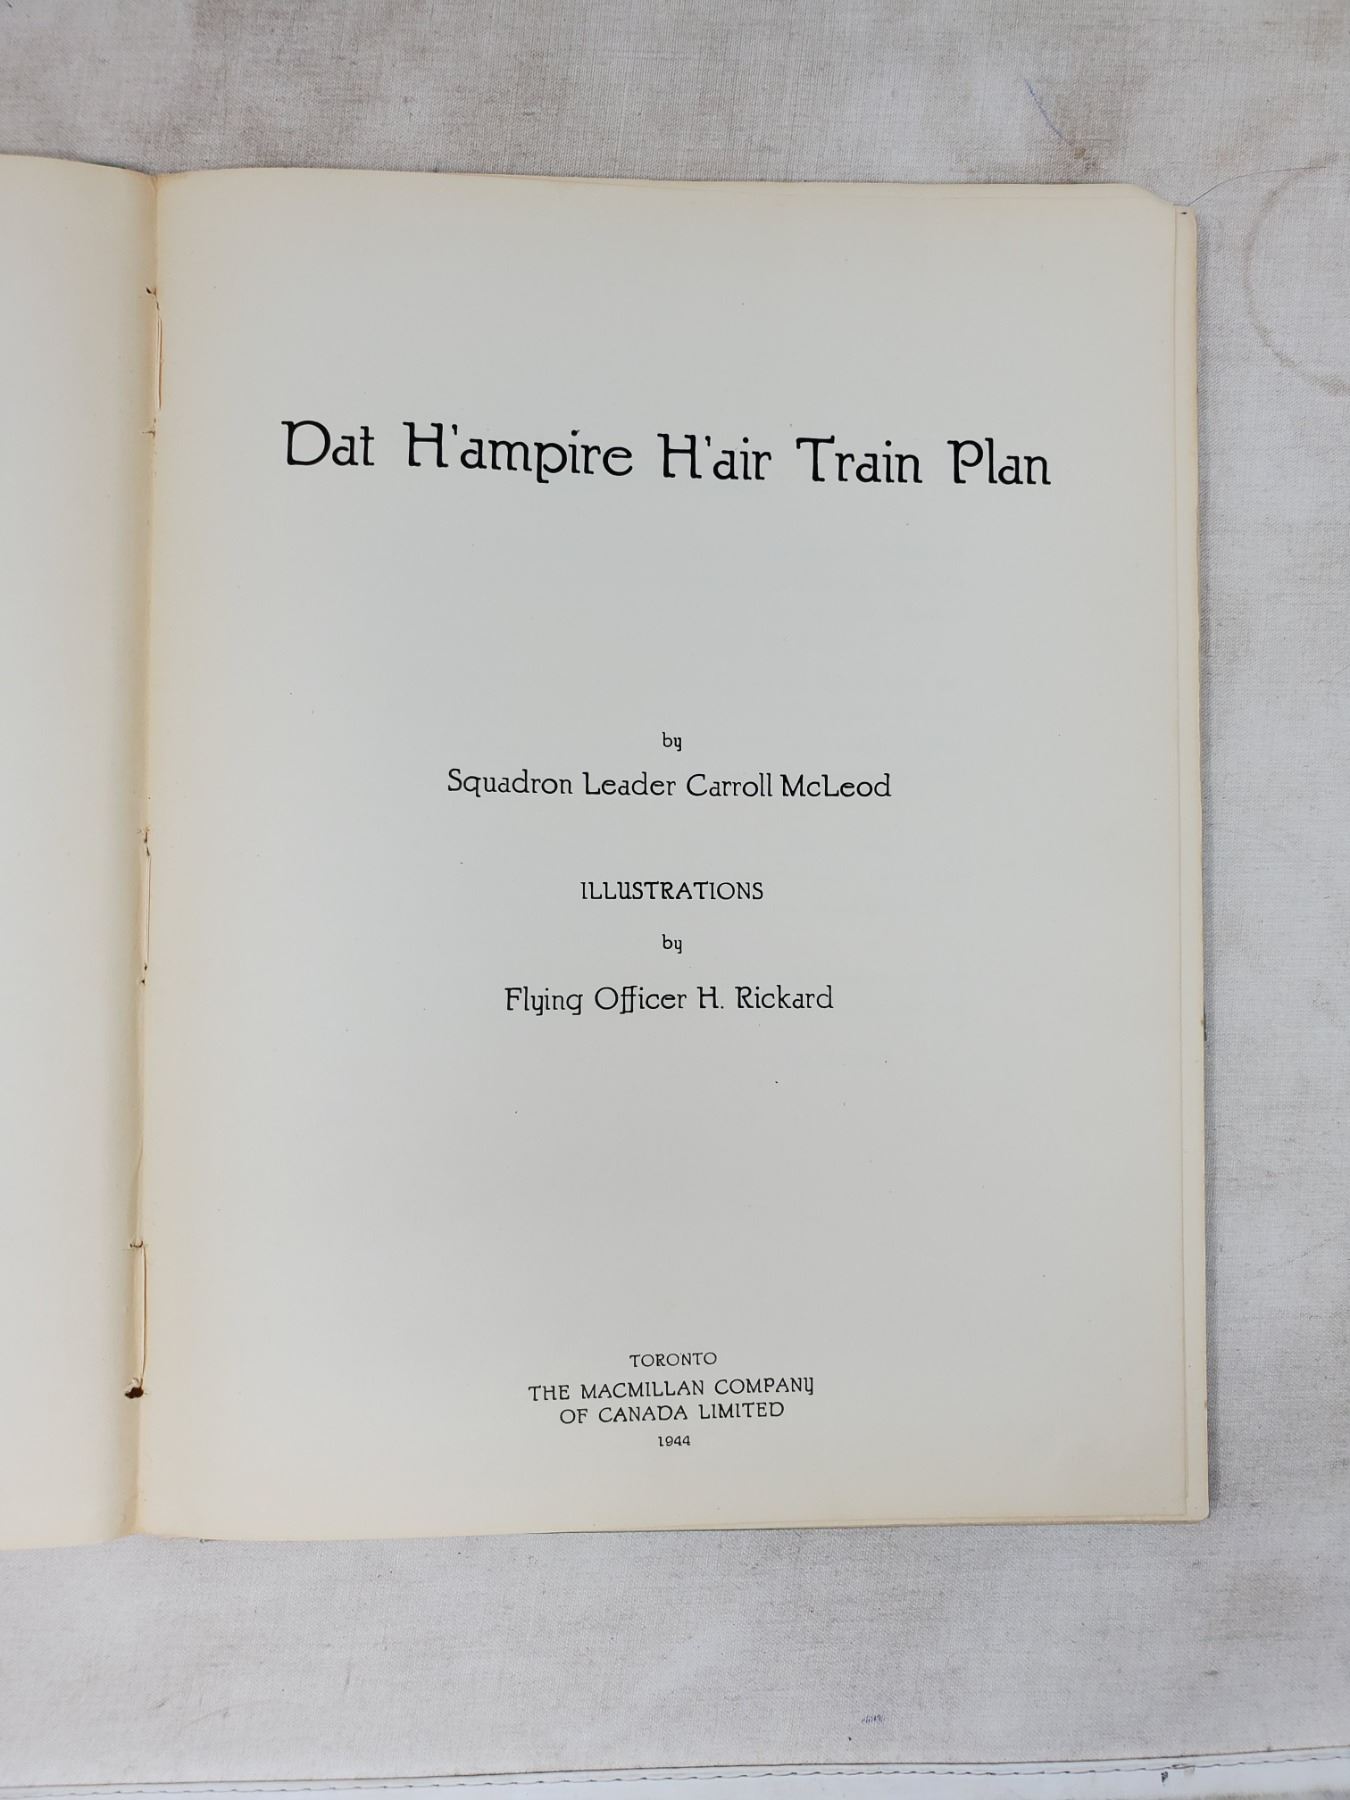 Dat H'ampire H'air Train Plan
by
Squadron Leader Carroll McLeod
ILLUSTRATIONS
by
Flying Officer H. Rickard
TORONTO
THE MACMILLAN COMPANY
OF CANADA LIMITED
1944